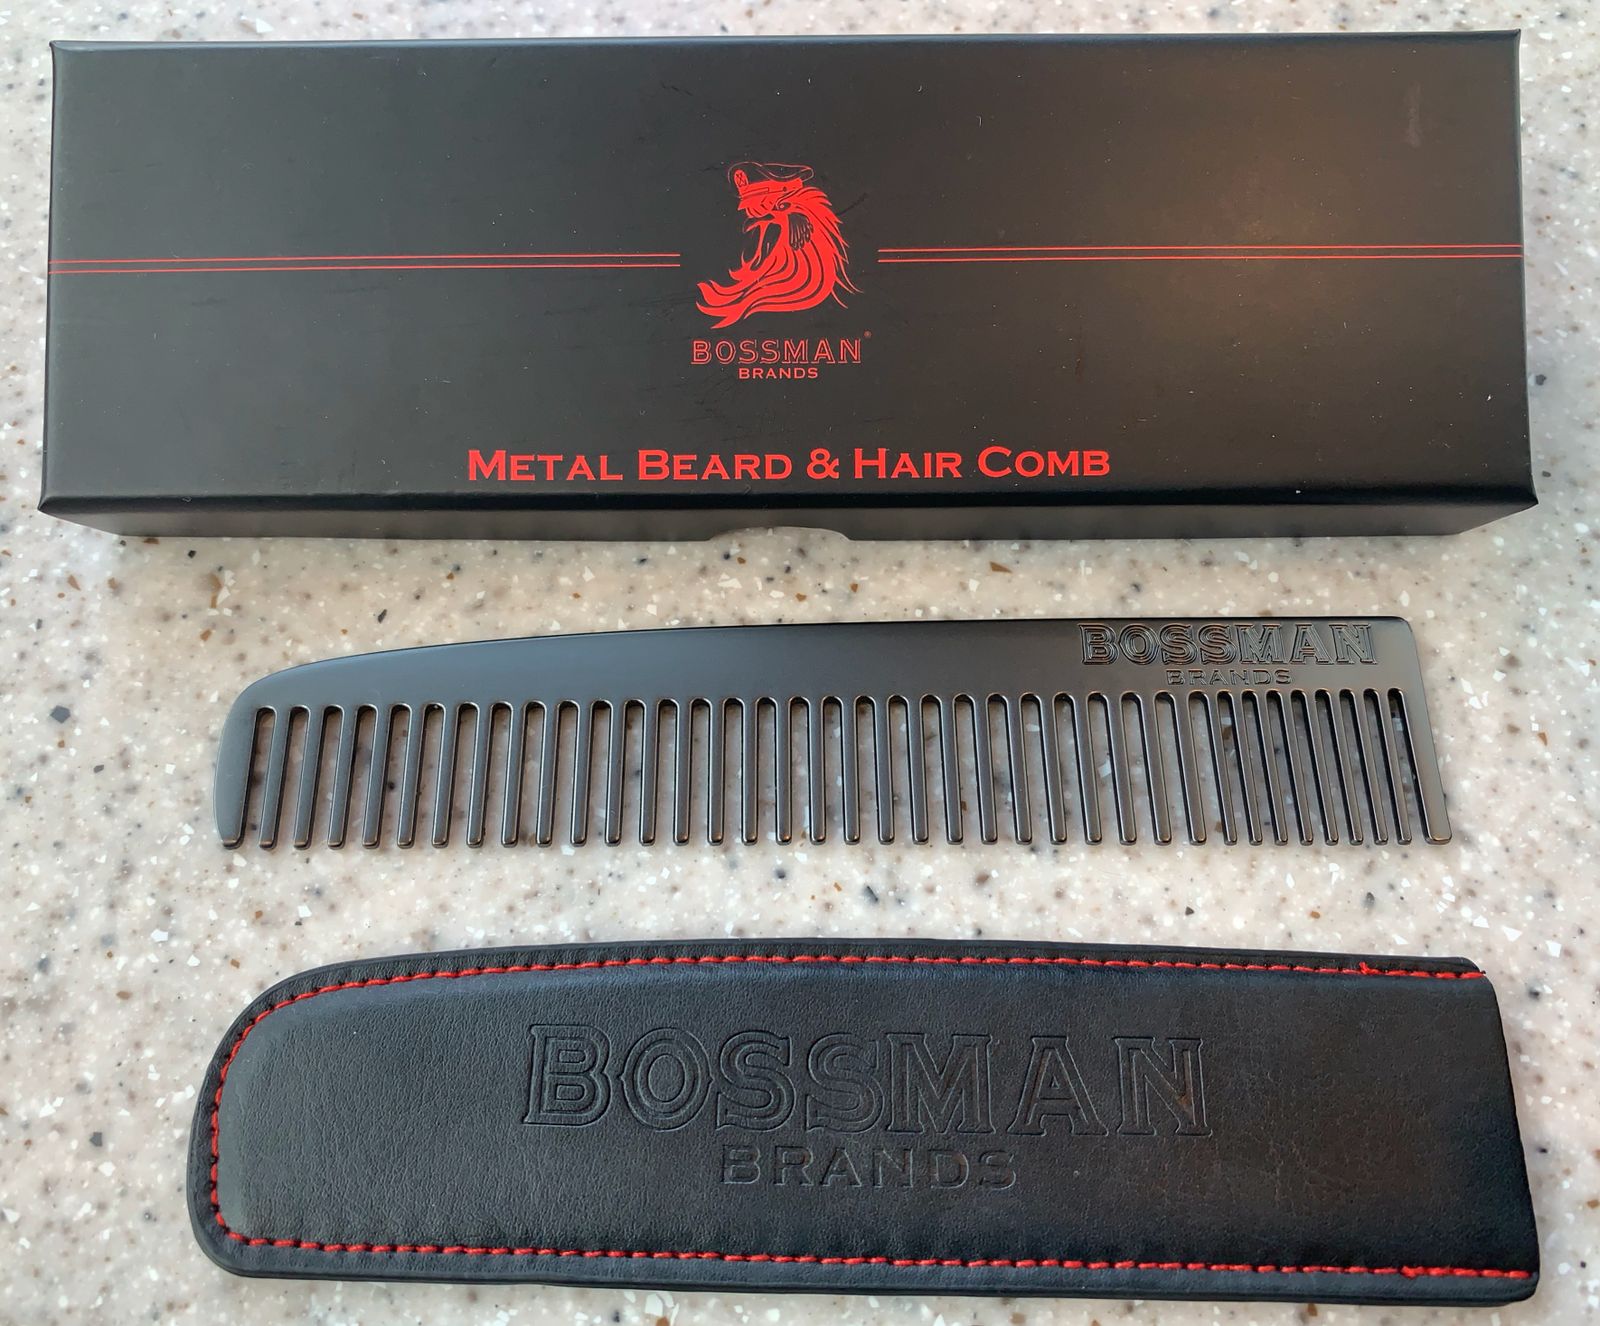 BOSSMAN®
BRANDS
METAL BEARD & HAIR COMB
BOSSMAN
BRANDS
BOSSMAN
BRANDS